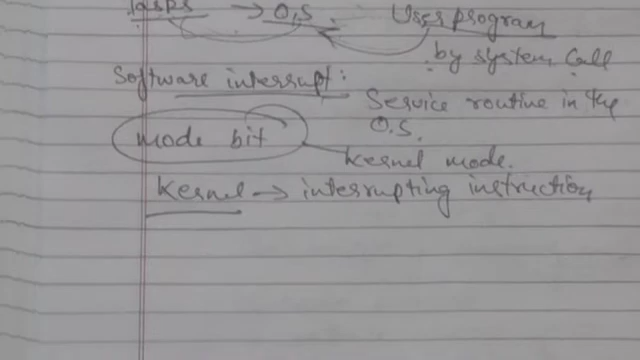 → O.S User program
by system Call
Software interrupt:
Service routine in the
O.S.
mode bit
kernel mode.
Kernel → interrupting instruction